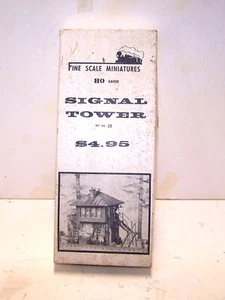 FINE SCALE MINIATURES
HO GAUGE
SIGNAL
TOWER
$4.95